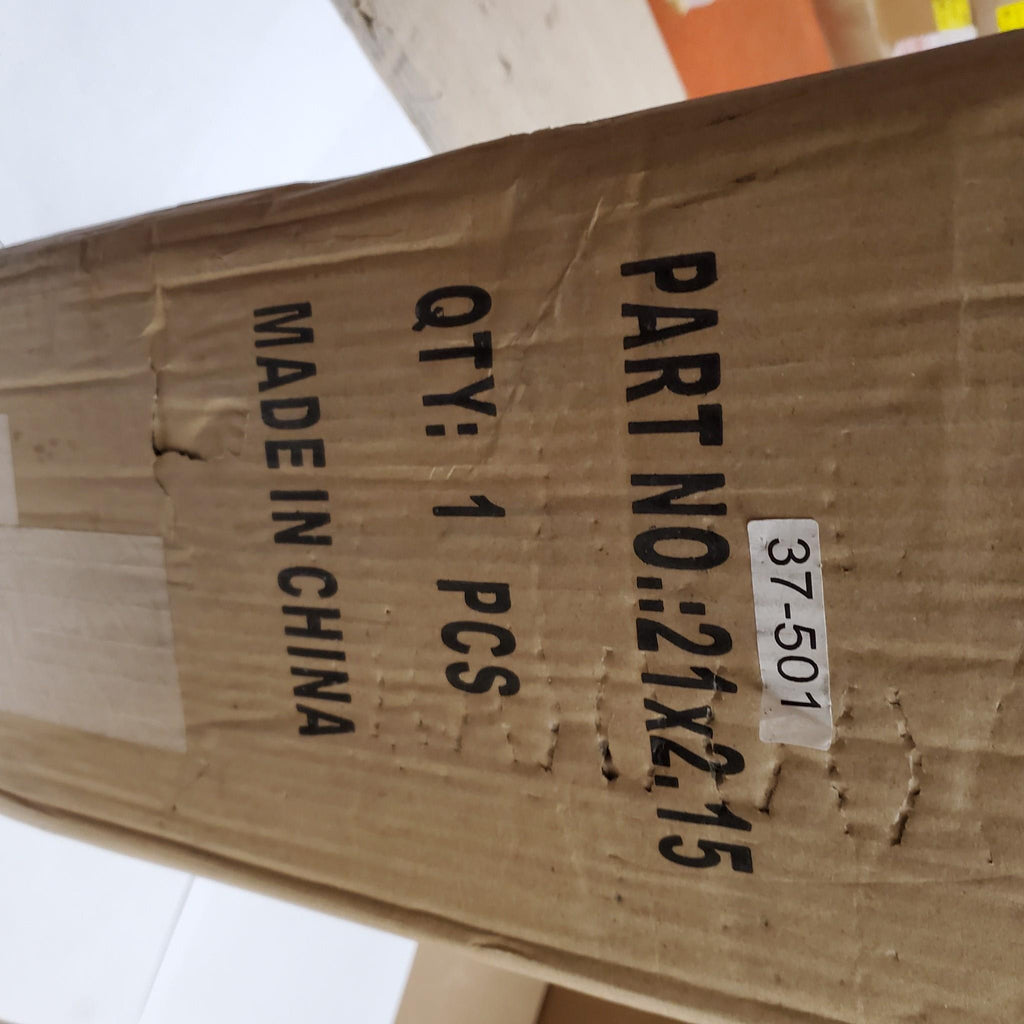 37-501
PART NO.:21x2.15
QTY: 1 PCS
MADE IN CHINA